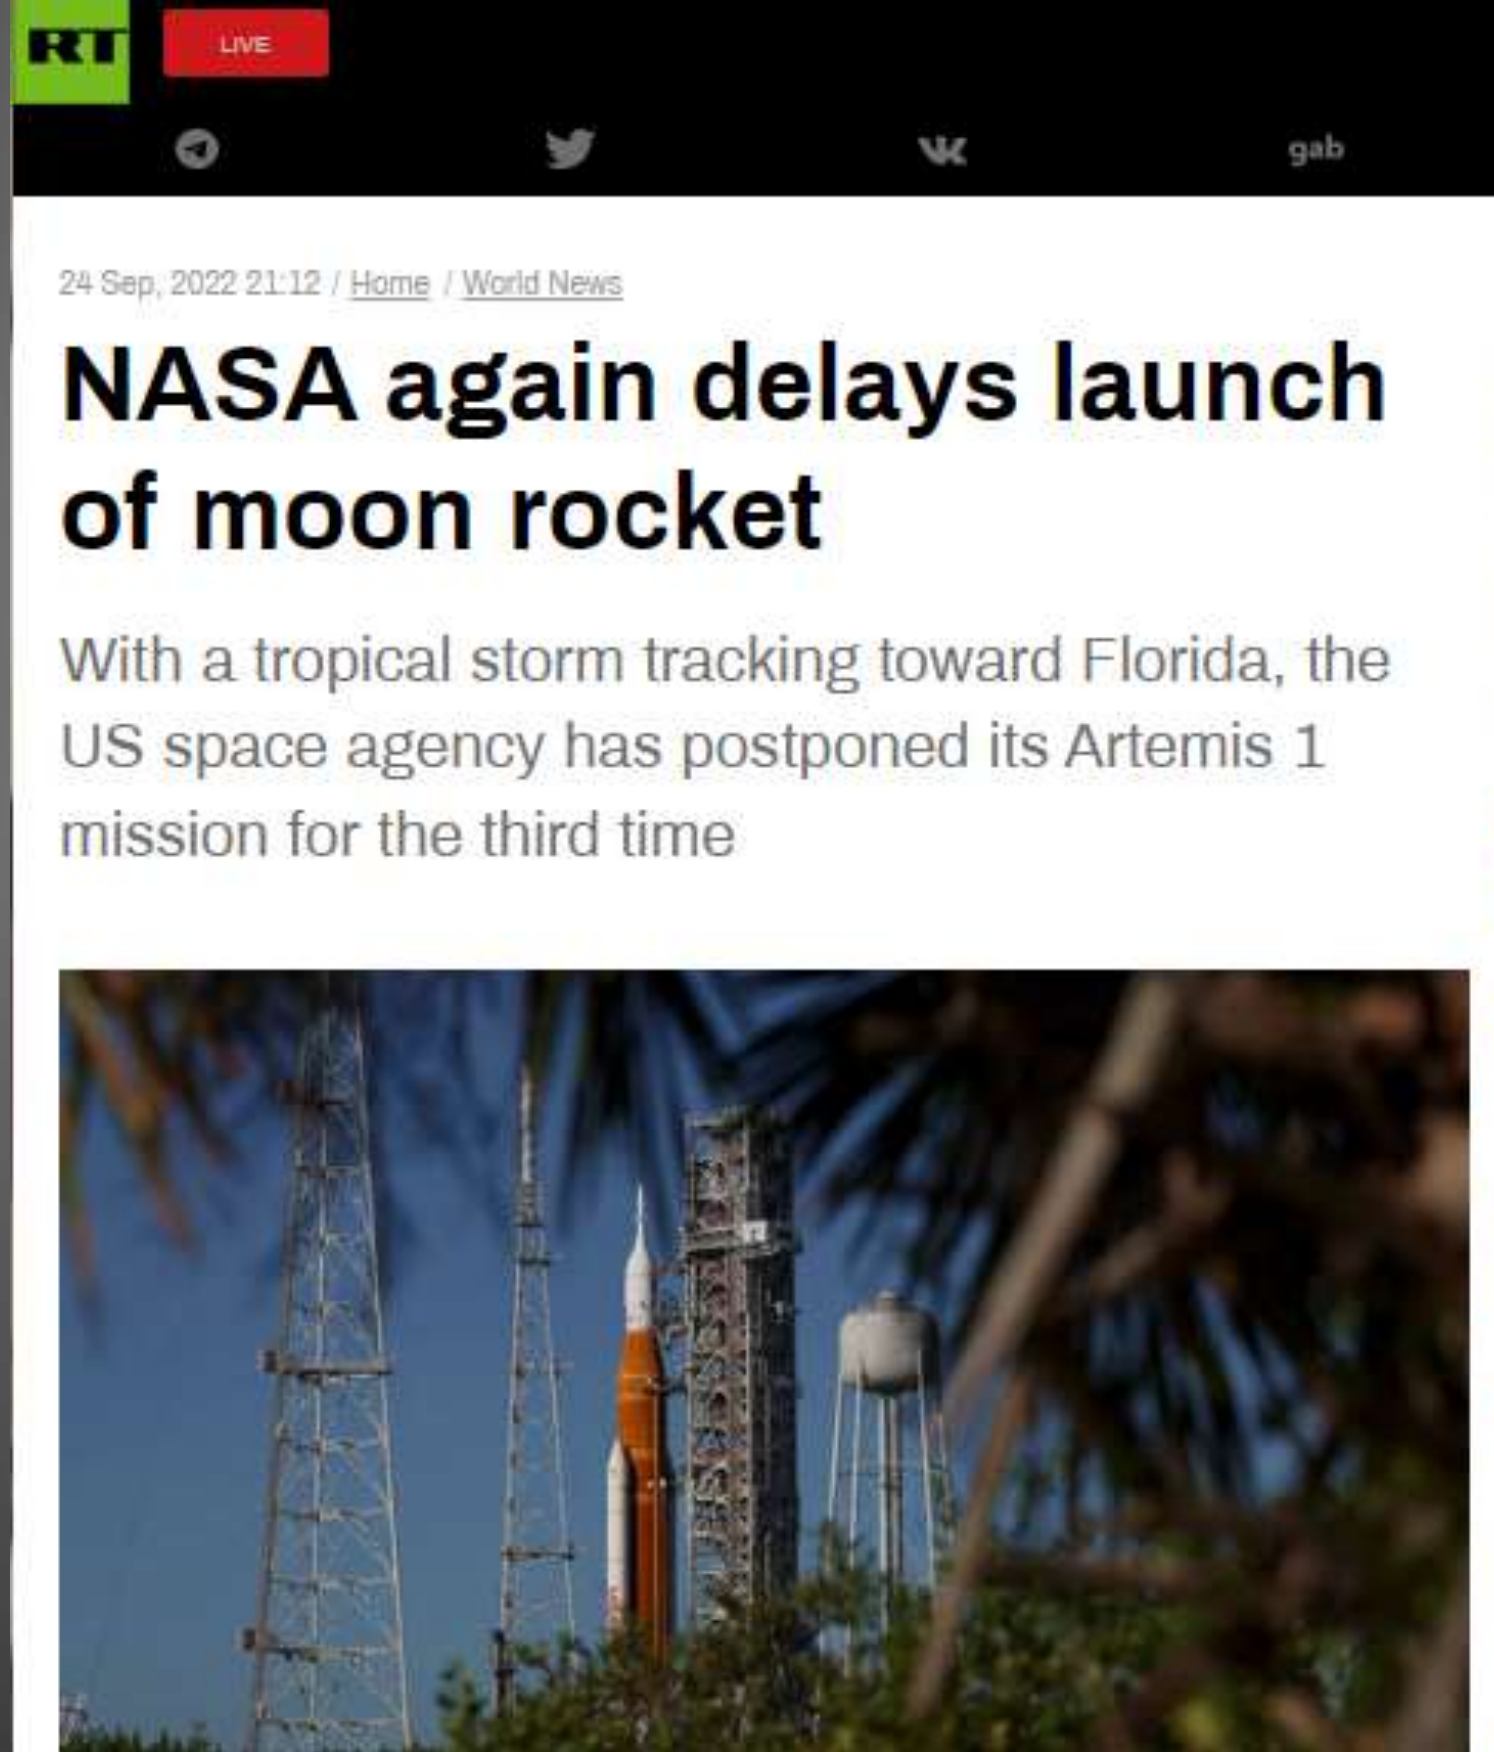 RT
LIVE
gab
24 Sep, 2022 21:12 / Home / World News
NASA again delays launch
of moon rocket
With a tropical storm tracking toward Florida, the
US space agency has postponed its Artemis 1
mission for the third time